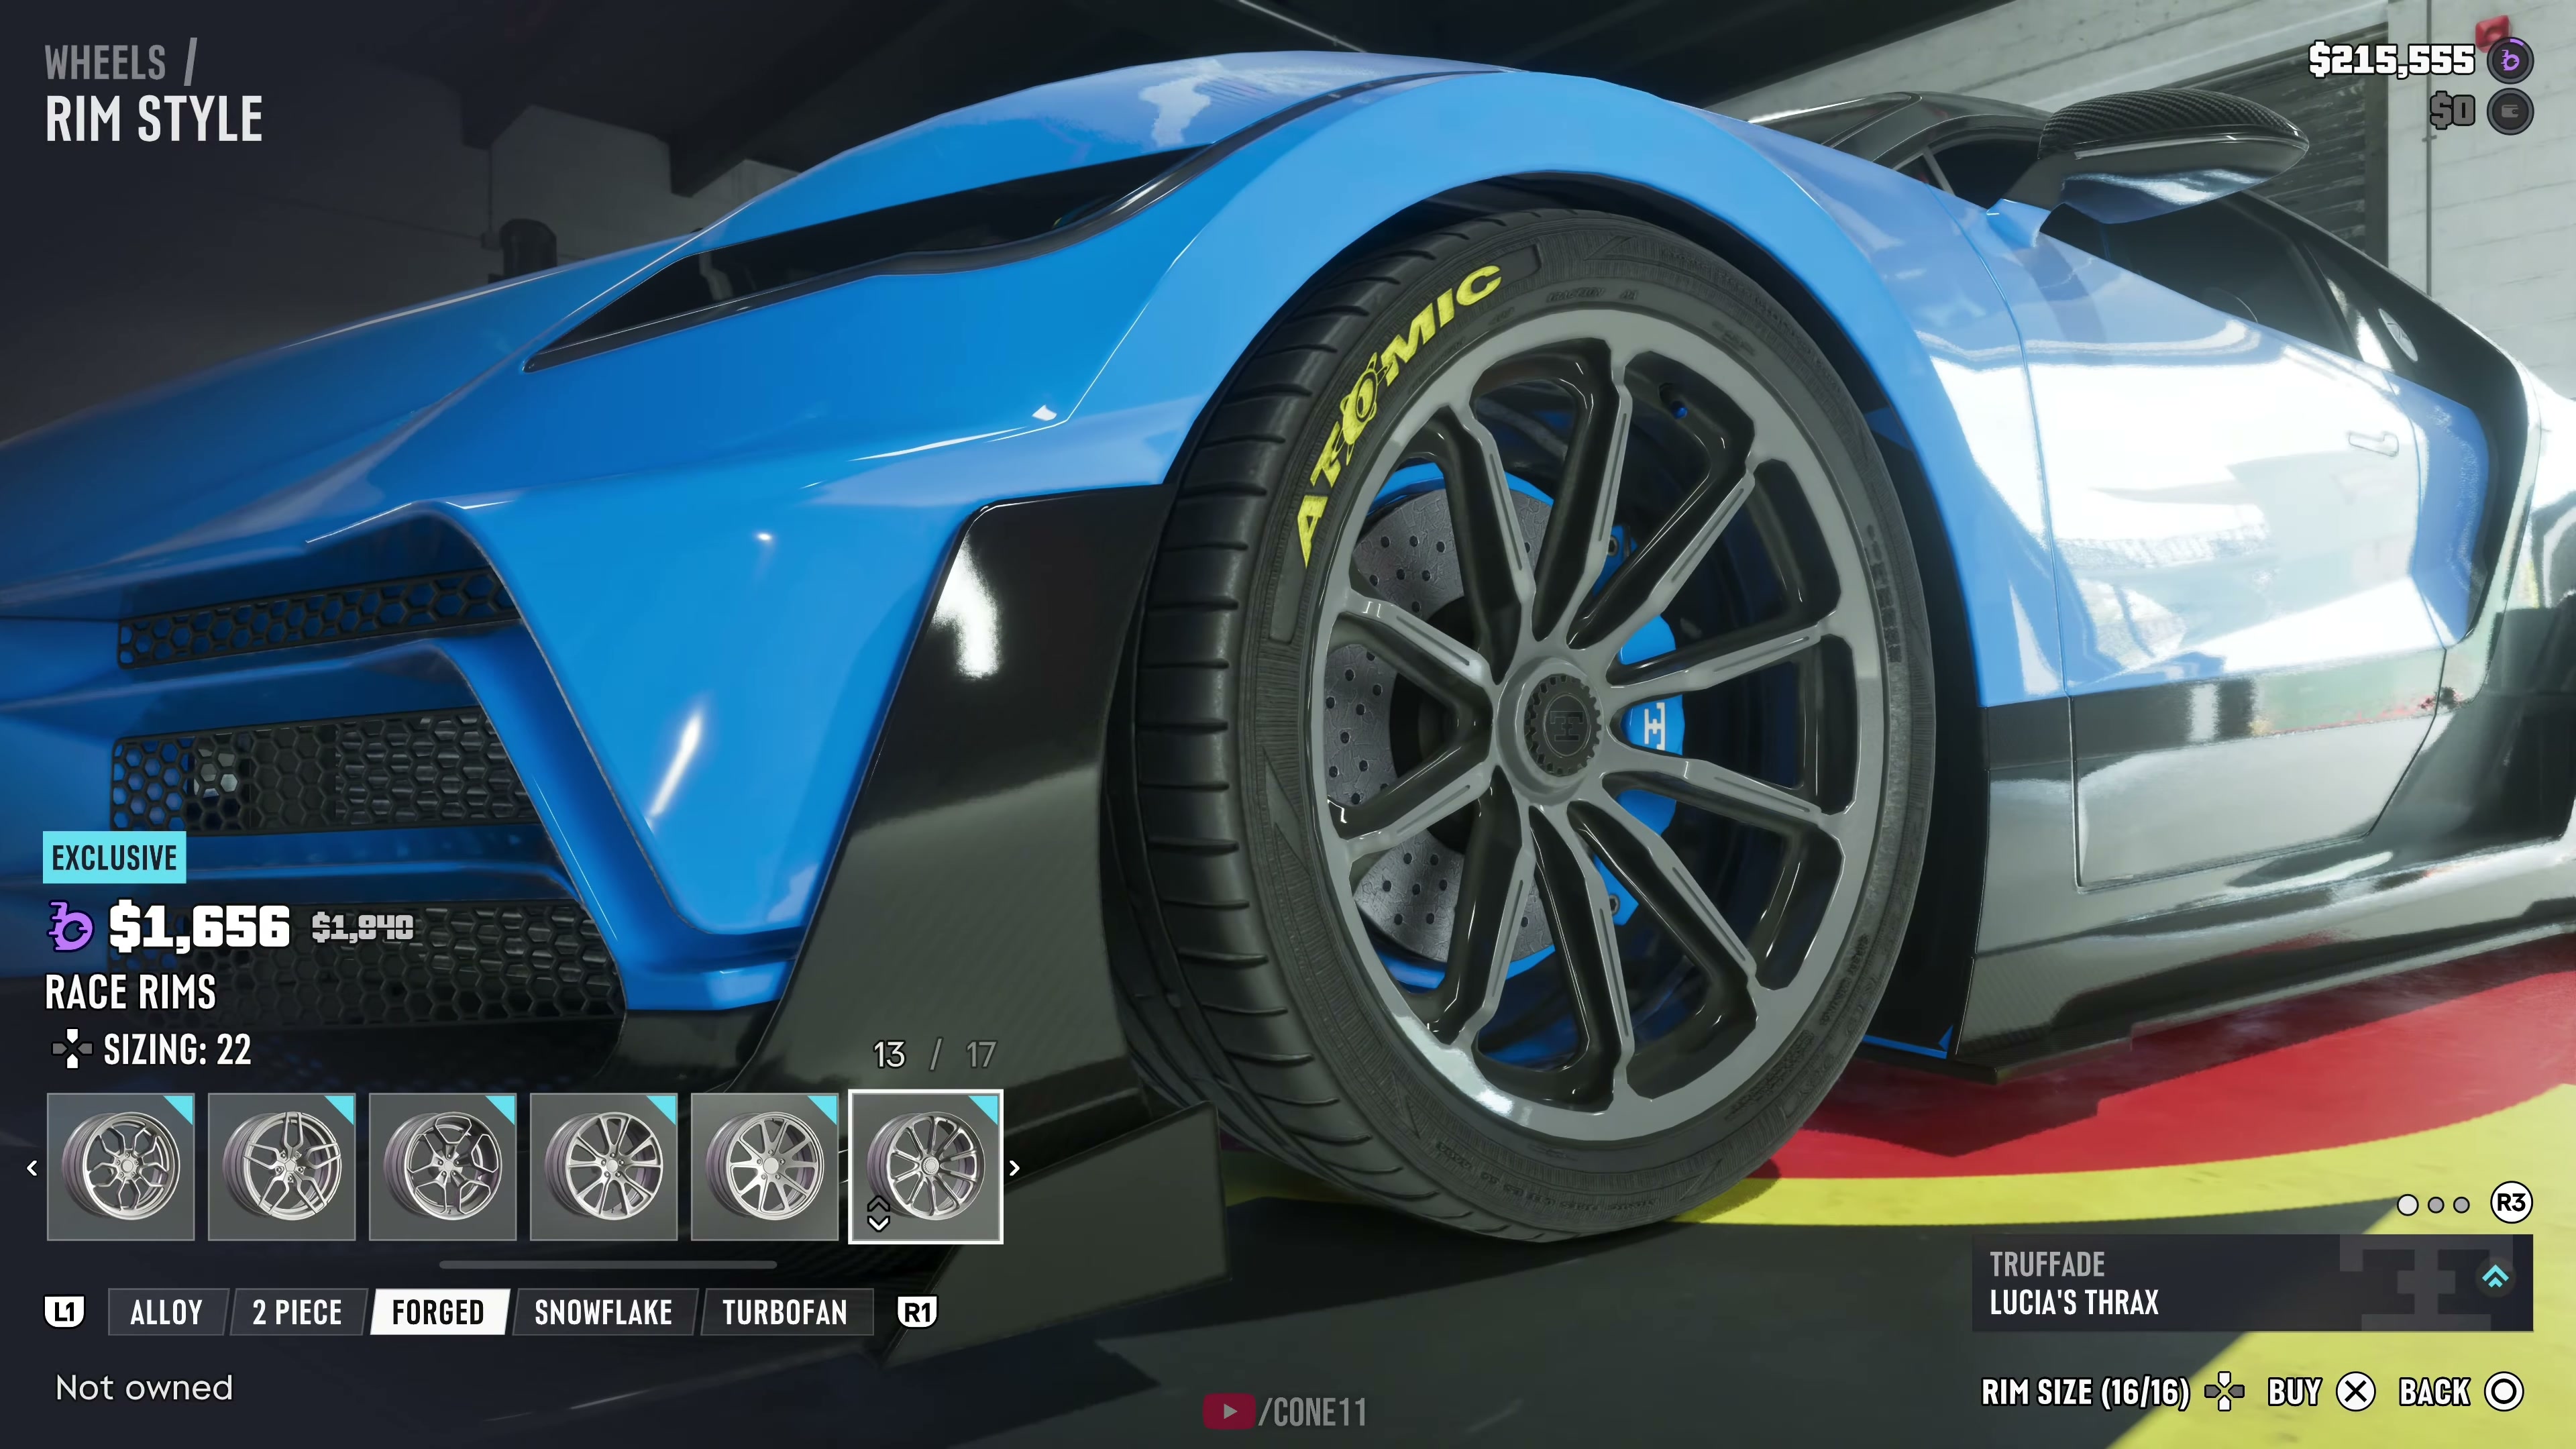 WHEELS /
RIM STYLE
$215,555
$0
ATOMIC
EXCLUSIVE
$1,656 $1,840
RACE RIMS
SIZING: 22
13 / 17
R3
TRUFFADE
LUCIA'S THRAX
L1 ALLOY 2 PIECE FORGED SNOWFLAKE TURBOFAN R1
Not owned
/CONE11
RIM SIZE (16/16) BUY BACK